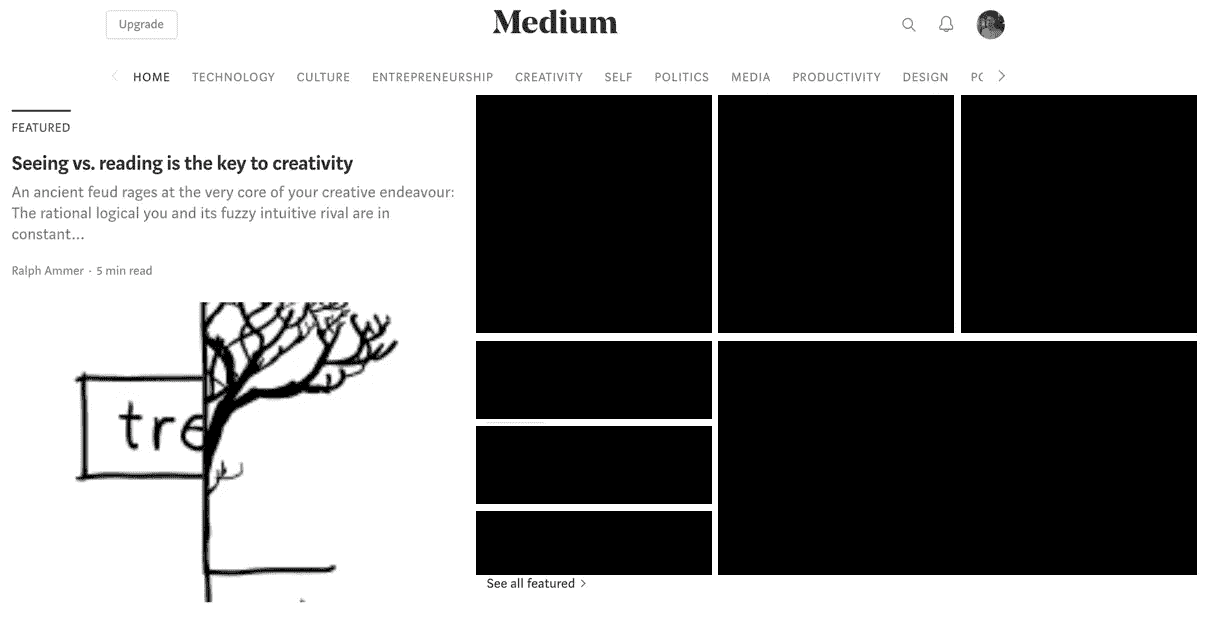 Upgrade
Medium
HOME TECHNOLOGY CULTURE ENTREPRENEURSHIP CREATIVITY SELF POLITICS MEDIA PRODUCTIVITY DESIGN
FEATURED
Seeing vs. reading is the key to creativity
An ancient feud rages at the very core of your creative endeavour:
The rational logical you and its fuzzy intuitive rival are in
constant...
Ralph Ammer · 5 min read
tre
See all featured >